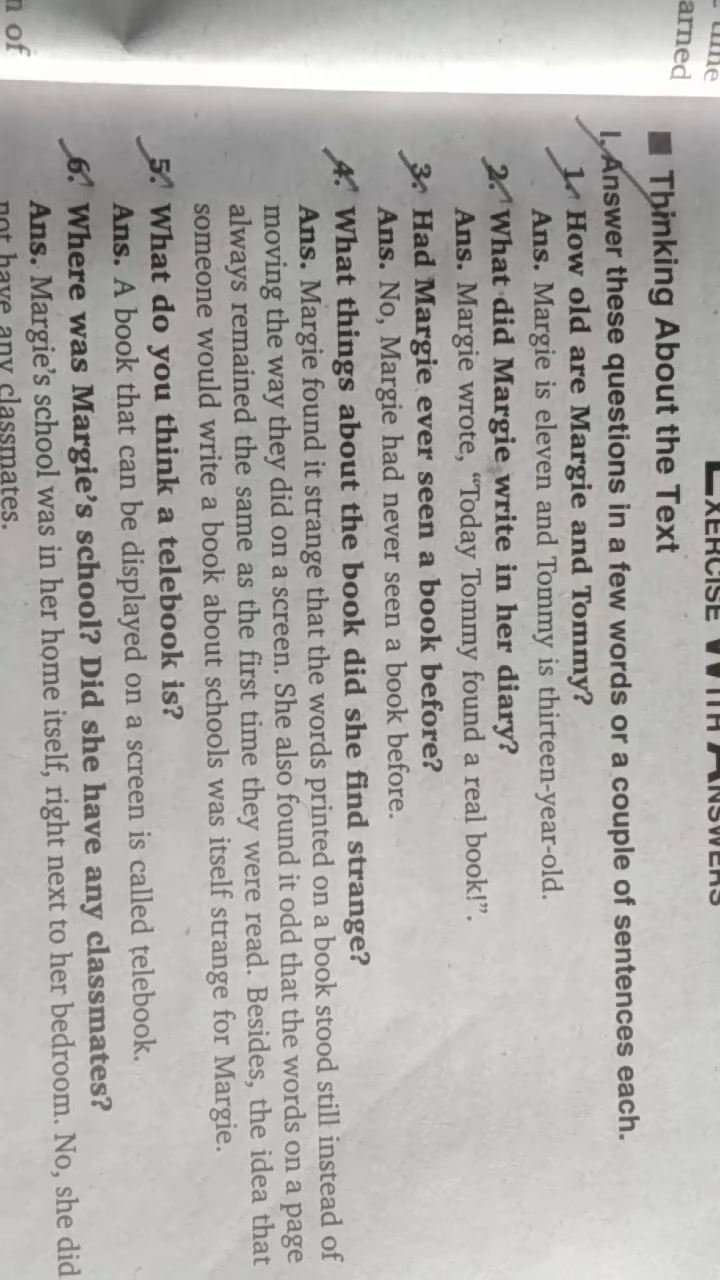 time
arned
EXERCISE WITH ANSWERS
■ Thinking About the Text
I. Answer these questions in a few words or a couple of sentences each.
1. How old are Margie and Tommy?
Ans. Margie is eleven and Tommy is thirteen-year-old.
2. What did Margie write in her diary?
Ans. Margie wrote, “Today Tommy found a real book!”.
3. Had Margie ever seen a book before?
Ans. No, Margie had never seen a book before.
4. What things about the book did she find strange?
Ans. Margie found it strange that the words printed on a book stood still instead of
moving the way they did on a screen. She also found it odd that the words on a page
always remained the same as the first time they were read. Besides, the idea that
someone would write a book about schools was itself strange for Margie.
5. What do you think a telebook is?
Ans. A book that can be displayed on a screen is called telebook.
6. Where was Margie’s school? Did she have any classmates?
Ans. Margie’s school was in her home itself, right next to her bedroom. No, she did
not have any classmates.
of